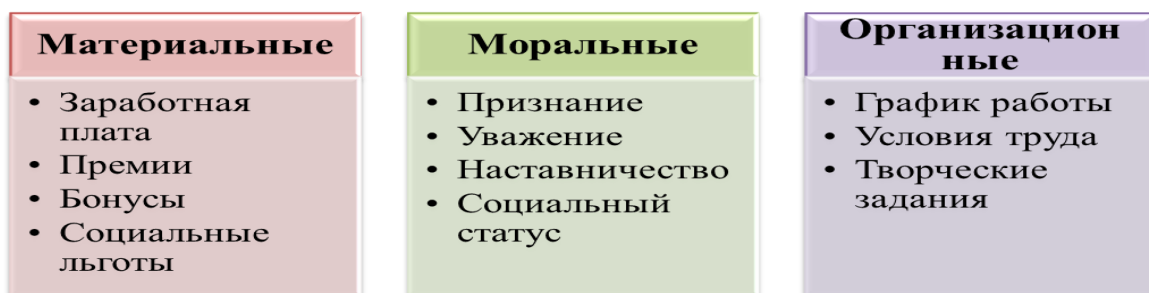 Материальные
• Заработная
плата
• Премии
• Бонусы
• Социальные
льготы
Моральные
• Признание
• Уважение
• Наставничество
• Социальный
статус
Организацион
ные
• График работы
• Условия труда
• Творческие
задания